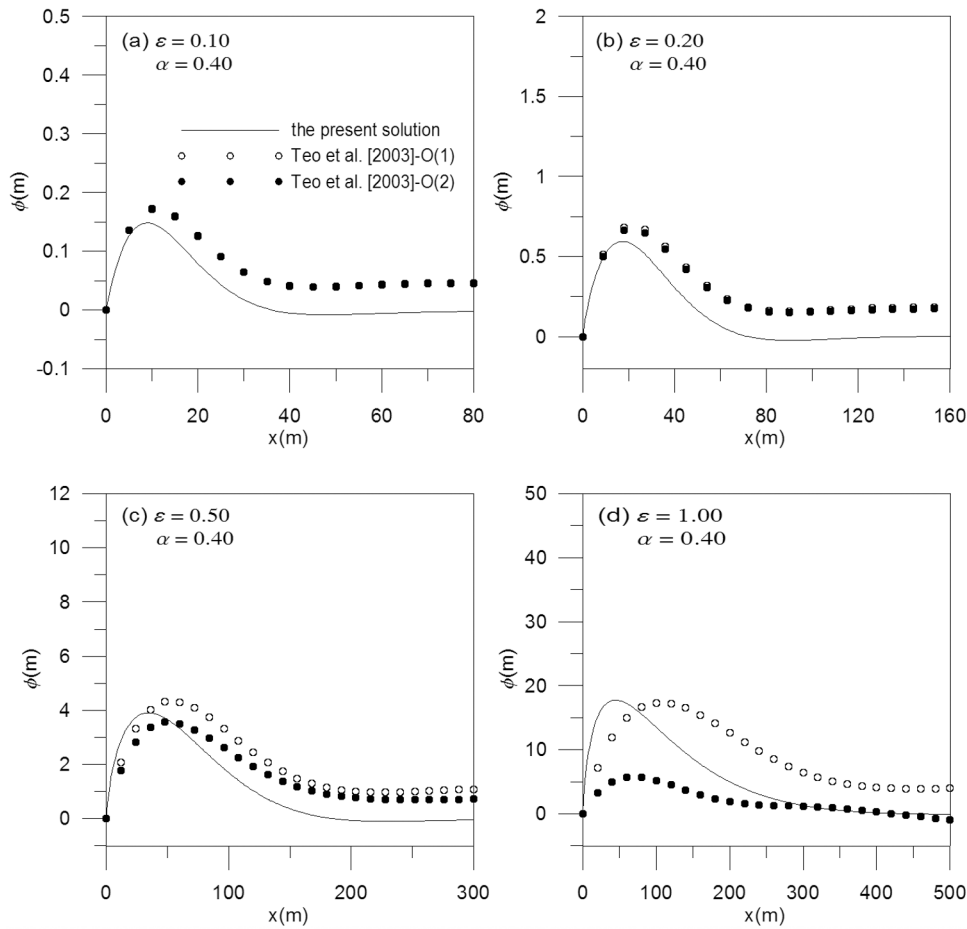 (a) ε = 0.10
α = 0.40
the present solution
Teo et al. [2003]-O(1)
Teo et al. [2003]-O(2)
0.5
0.4
0.3
0.2
0.1
0
-0.1
ϕ(m)
0 20 40 60 80
x(m)
(b) ε = 0.20
α = 0.40
2
1.5
1
0.5
0
ϕ(m)
0 40 80 120 160
x(m)
(c) ε = 0.50
α = 0.40
12
10
8
6
4
2
0
ϕ(m)
0 100 200 300
x(m)
(d) ε = 1.00
α = 0.40
50
40
30
20
10
0
ϕ(m)
0 100 200 300 400 500
x(m)